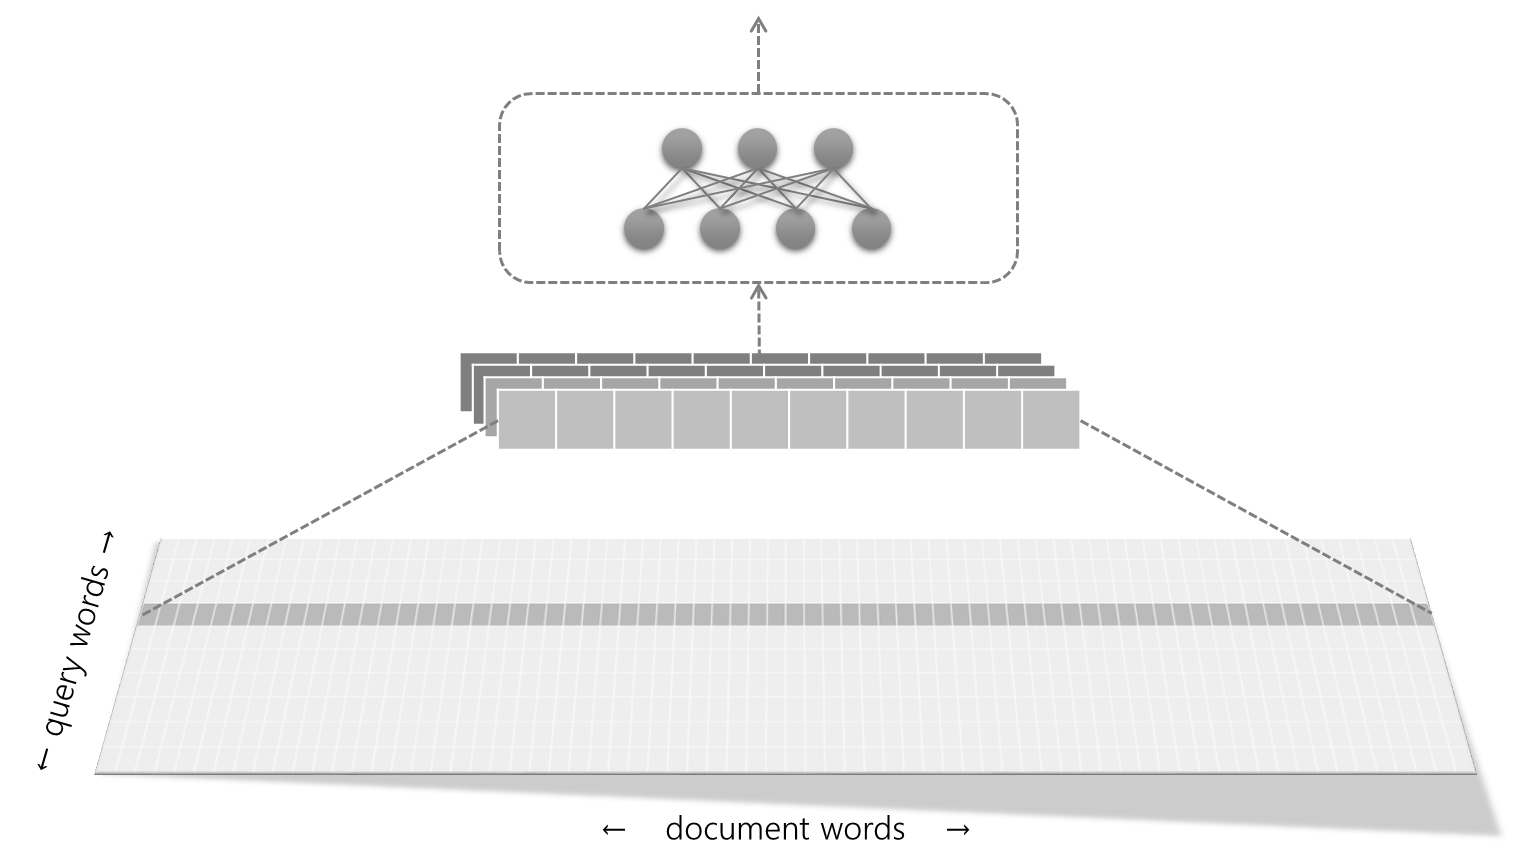 ← query words →
← document words →